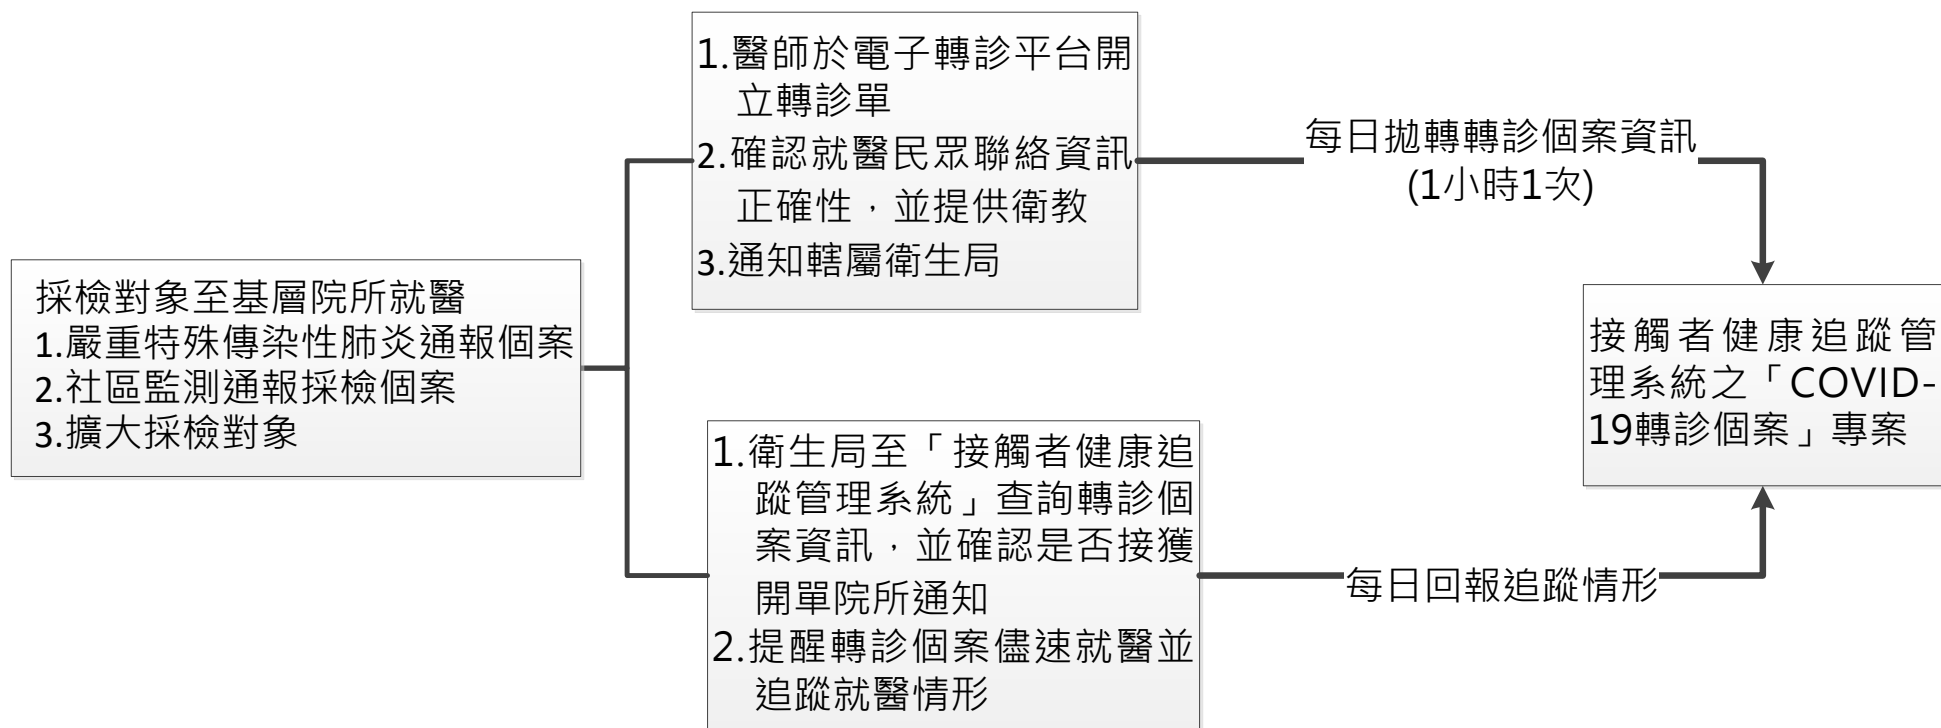 採檢對象至基層院所就醫
1.嚴重特殊傳染性肺炎通報個案
2.社區監測通報採檢個案
3.擴大採檢對象
1.醫師於電子轉診平台開
立轉診單
2.確認就醫民眾聯絡資訊
正確性，並提供衛教
3.通知轄屬衛生局
每日拋轉轉診個案資訊
(1小時1次)
1.衛生局至「接觸者健康追
蹤管理系統」查詢轉診個
案資訊，並確認是否接獲
開單院所通知
2.提醒轉診個案儘速就醫並
追蹤就醫情形
每日回報追蹤情形
接觸者健康追蹤管
理系統之「COVID-
19轉診個案」專案